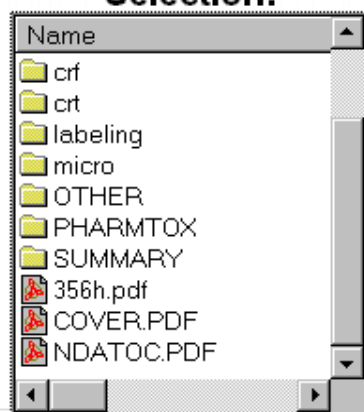 Selection:
Name
crf
crt
labeling
micro
OTHER
PHARMTOX
SUMMARY
356h.pdf
COVER.PDF
NDATOC.PDF